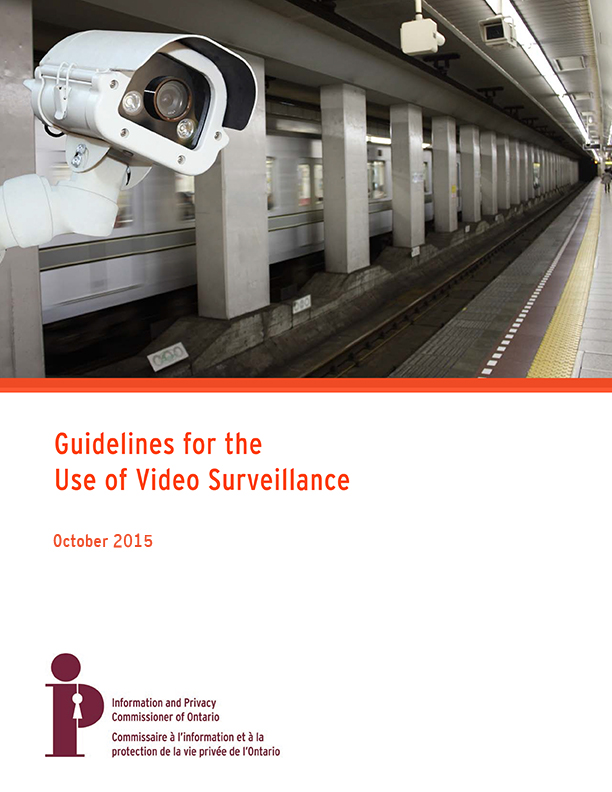 Guidelines for the
Use of Video Surveillance
October 2015
Information and Privacy
Commissioner of Ontario
Commissaire à l'information et à la
protection de la vie privée de l'Ontario